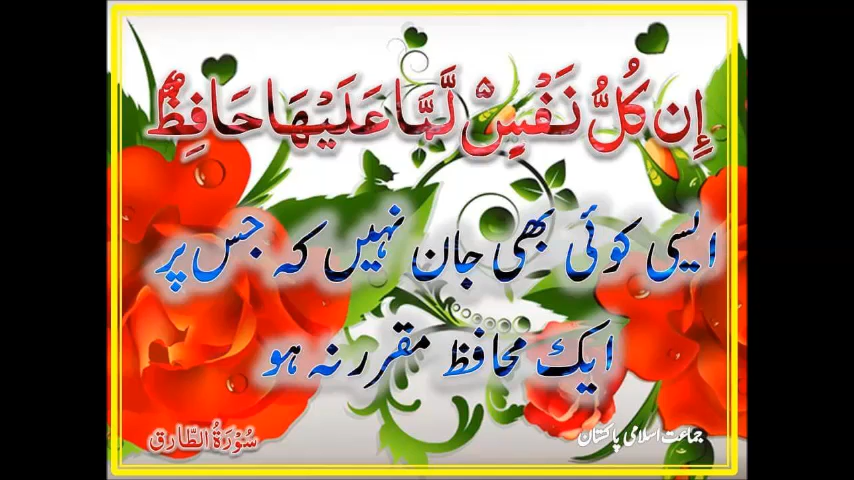 إِن كُلُّ نَفْسٍ لَّمَّا عَلَيْهَا حَافِظٌ
ایسی کوئی بھی جان نہیں کہ جس پر
ایک محافظ مقرر نہ ہو
سُوْرَةُ الطَّارِق
جماعت اسلامی پاکستان